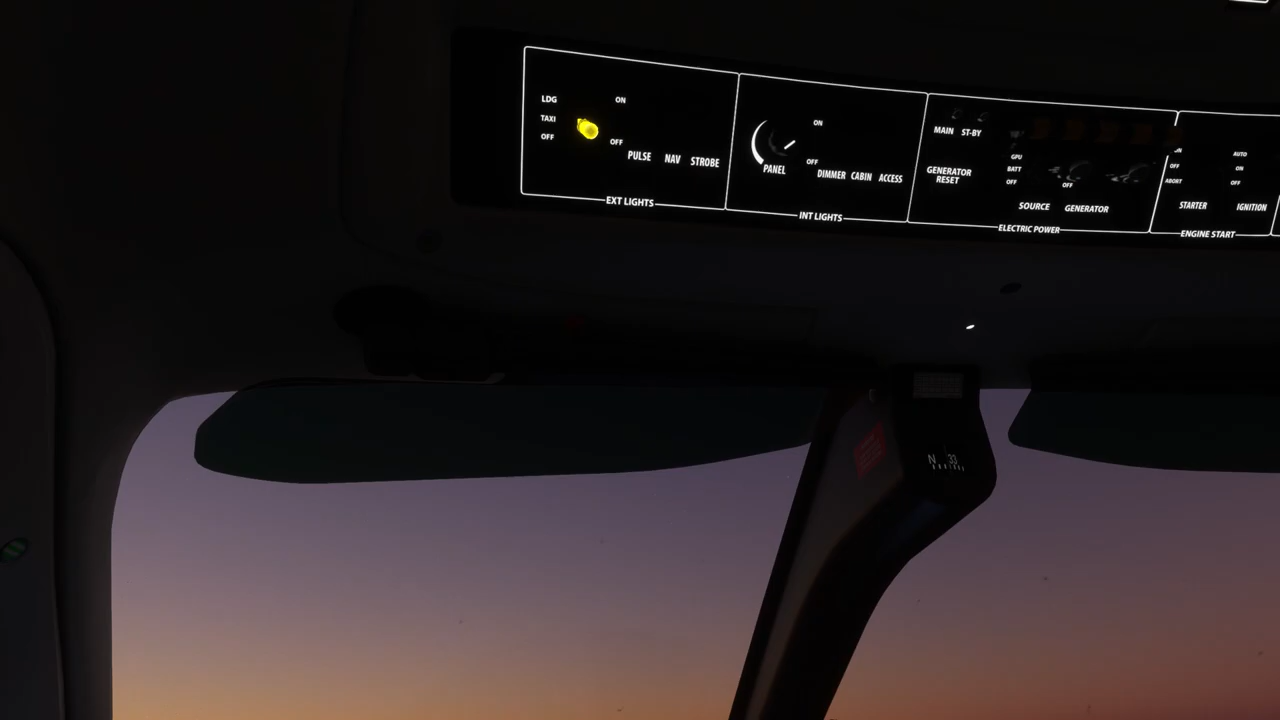 LDG
TAXI
OFF
ON
OFF
PULSE NAV STROBE
EXT LIGHTS
ON
OFF
PANEL
DIMMER CABIN ACCESS
INT LIGHTS
MAIN ST-BY
GENERATOR
RESET
GPU
BATT
OFF
OFF
SOURCE GENERATOR
ELECTRIC POWER
OFF
ABORT
STARTER
AUTO
ON
OFF
IGNITION
ENGINE START
N 33